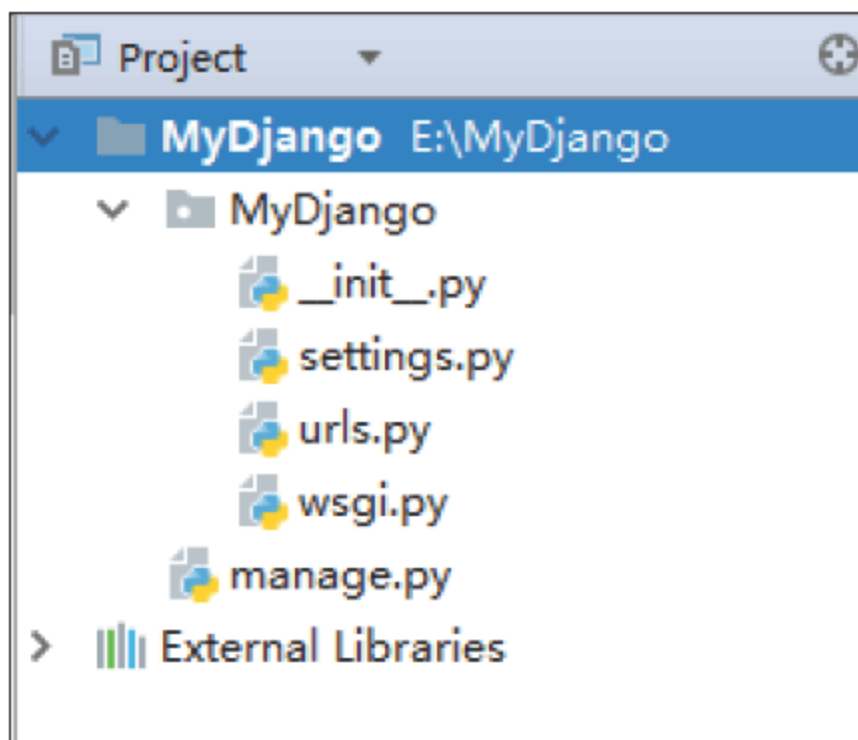 Project
MyDjango E:\MyDjango
MyDjango
__init__.py
settings.py
urls.py
wsgi.py
manage.py
External Libraries